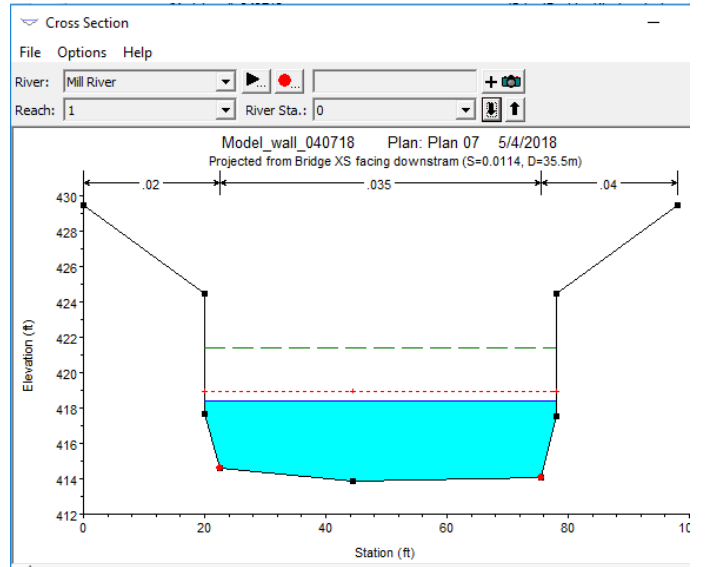 Cross Section
File Options Help
River: Mill River
Reach: 1 River Sta.: 0
Model_wall_040718 Plan: Plan 07 5/4/2018
Projected from Bridge XS facing downstram (S=0.0114, D=35.5m)
.02 .035 .04
430
428
426
424
422
420
418
416
414
412
Elevation (ft)
0 20 40 60 80
Station (ft)